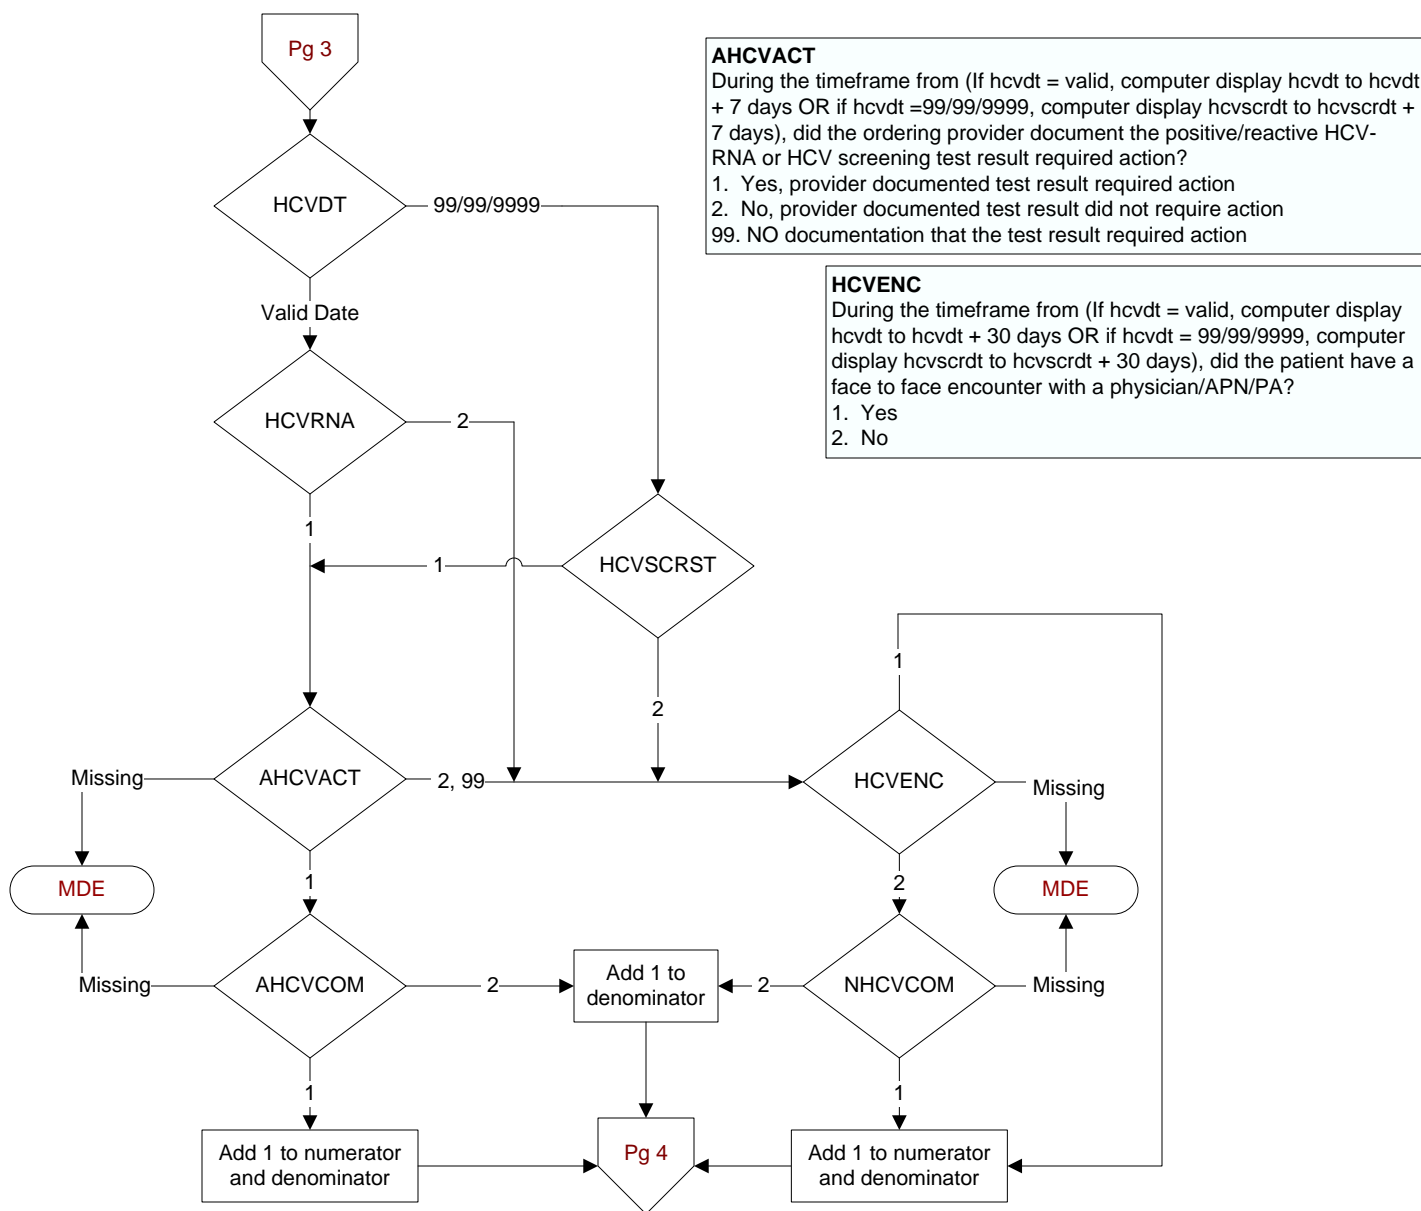 Pg 3
AHCVACT
During the timeframe from (If hcvdt = valid, computer display hcvdt to hcvdt
+ 7 days OR if hcvdt =99/99/9999, computer display hcvscrdt to hcvscrdt +
7 days), did the ordering provider document the positive/reactive HCV-
RNA or HCV screening test result required action?
1. Yes, provider documented test result required action
2. No, provider documented test result did not require action
99. NO documentation that the test result required action
HCVDT
99/99/9999
Valid Date
HCVENC
During the timeframe from (If hcvdt = valid, computer display
hcvdt to hcvdt + 30 days OR if hcvdt = 99/99/9999, computer
display hcvscrdt to hcvscrdt + 30 days), did the patient have a
face to face encounter with a physician/APN/PA?
1. Yes
2. No
HCVRNA
2
1
HCVSCRST
1
2
1
AHCVACT
Missing
2, 99
HCVENC
Missing
MDE
1
2
MDE
AHCVCOM
Missing
2
Add 1 to
denominator
2
NHCVCOM
Missing
1
1
Add 1 to numerator
and denominator
Pg 4
Add 1 to numerator
and denominator